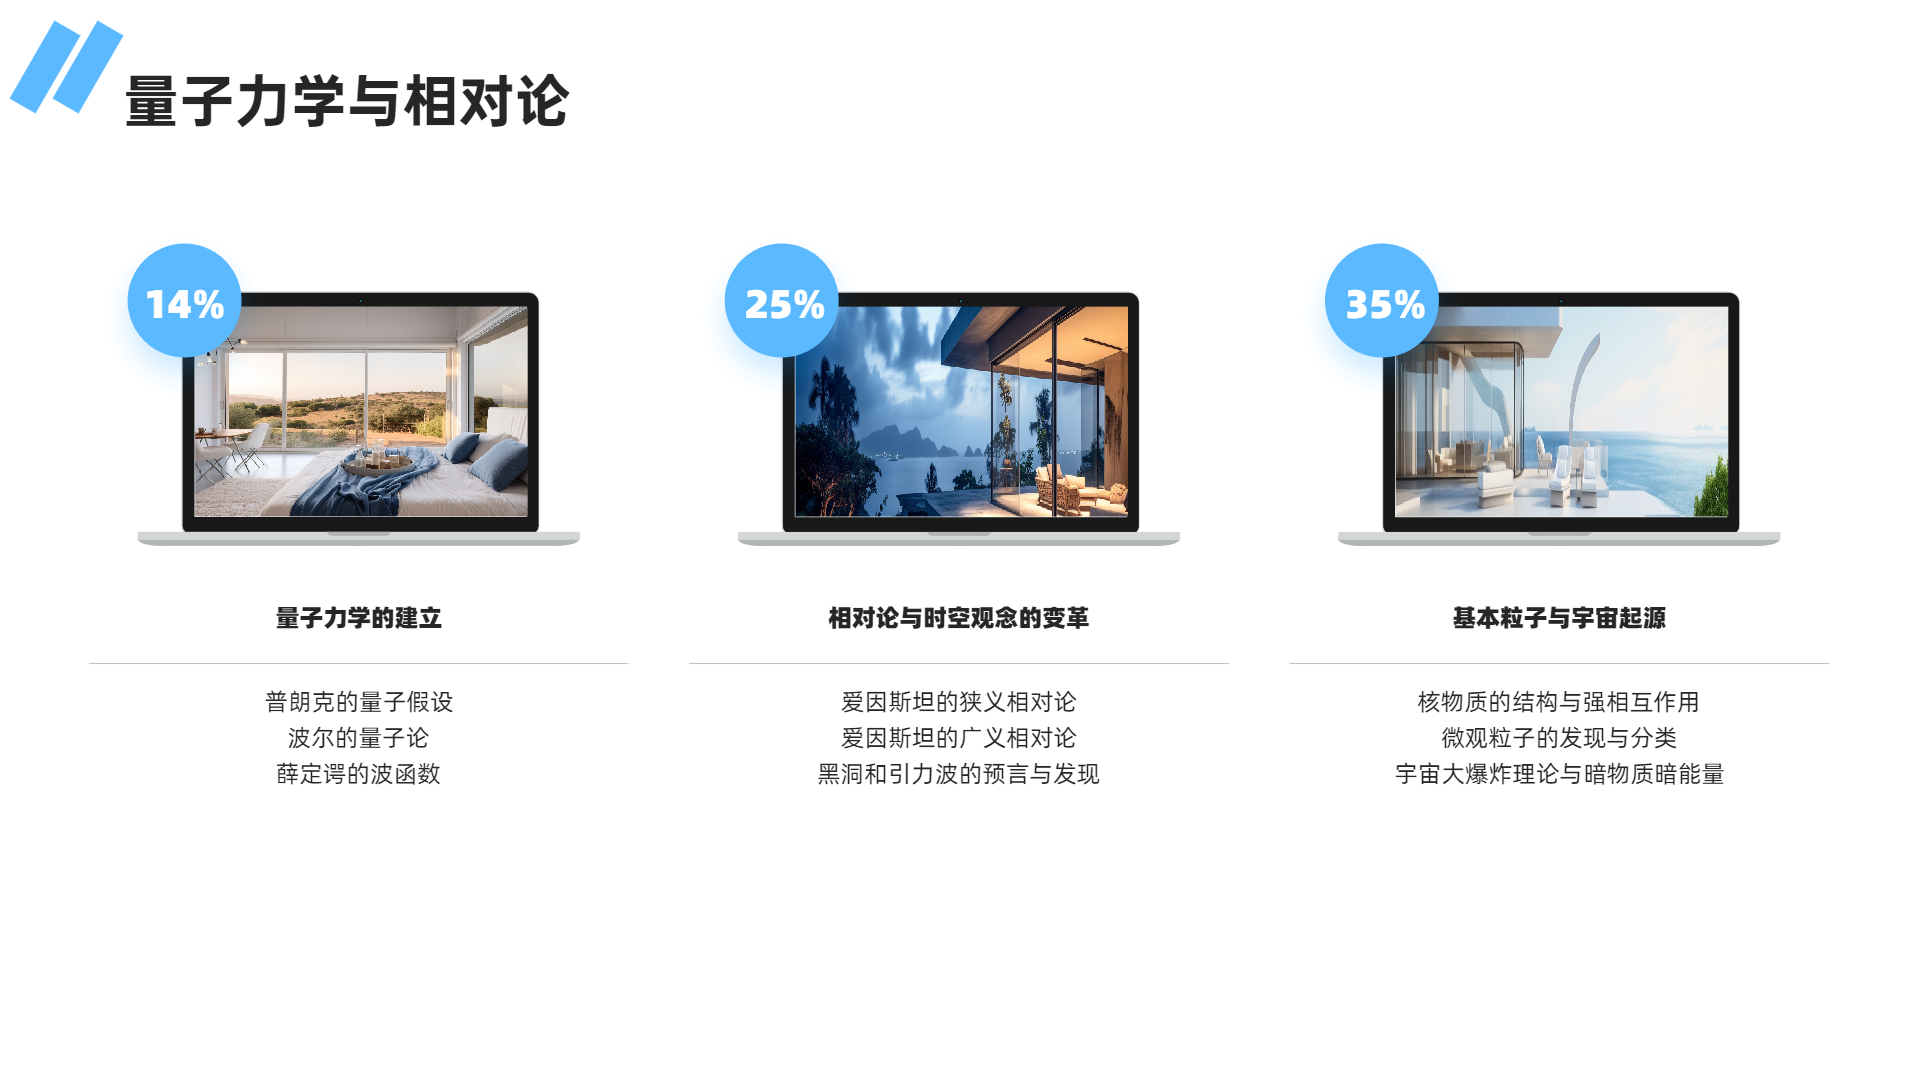 量子力学与相对论
14%
25%
35%
量子力学的建立
普朗克的量子假设
波尔的量子论
薛定谔的波函数
相对论与时空观念的变革
爱因斯坦的狭义相对论
爱因斯坦的广义相对论
黑洞和引力波的预言与发现
基本粒子与宇宙起源
核物质的结构与强相互作用
微观粒子的发现与分类
宇宙大爆炸理论与暗物质暗能量